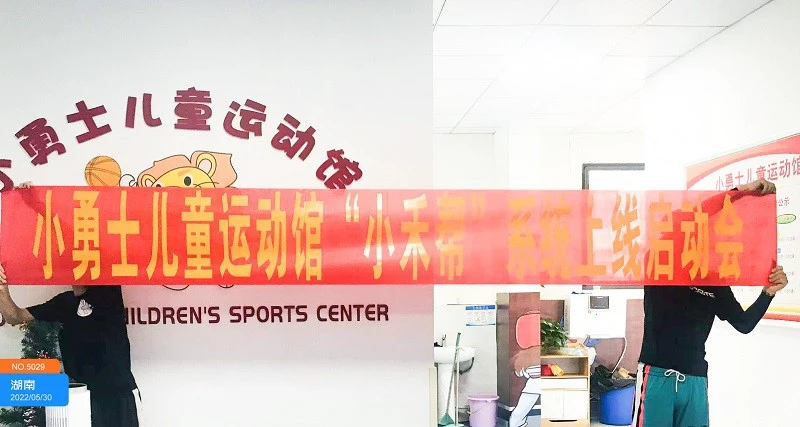 小勇士儿童运动馆
小勇士儿童运动馆
小勇士儿童运动馆“小禾帮”系统上线启动会
CHILDREN'S SPORTS CENTER
NO.5029
湖南
2022/05/30